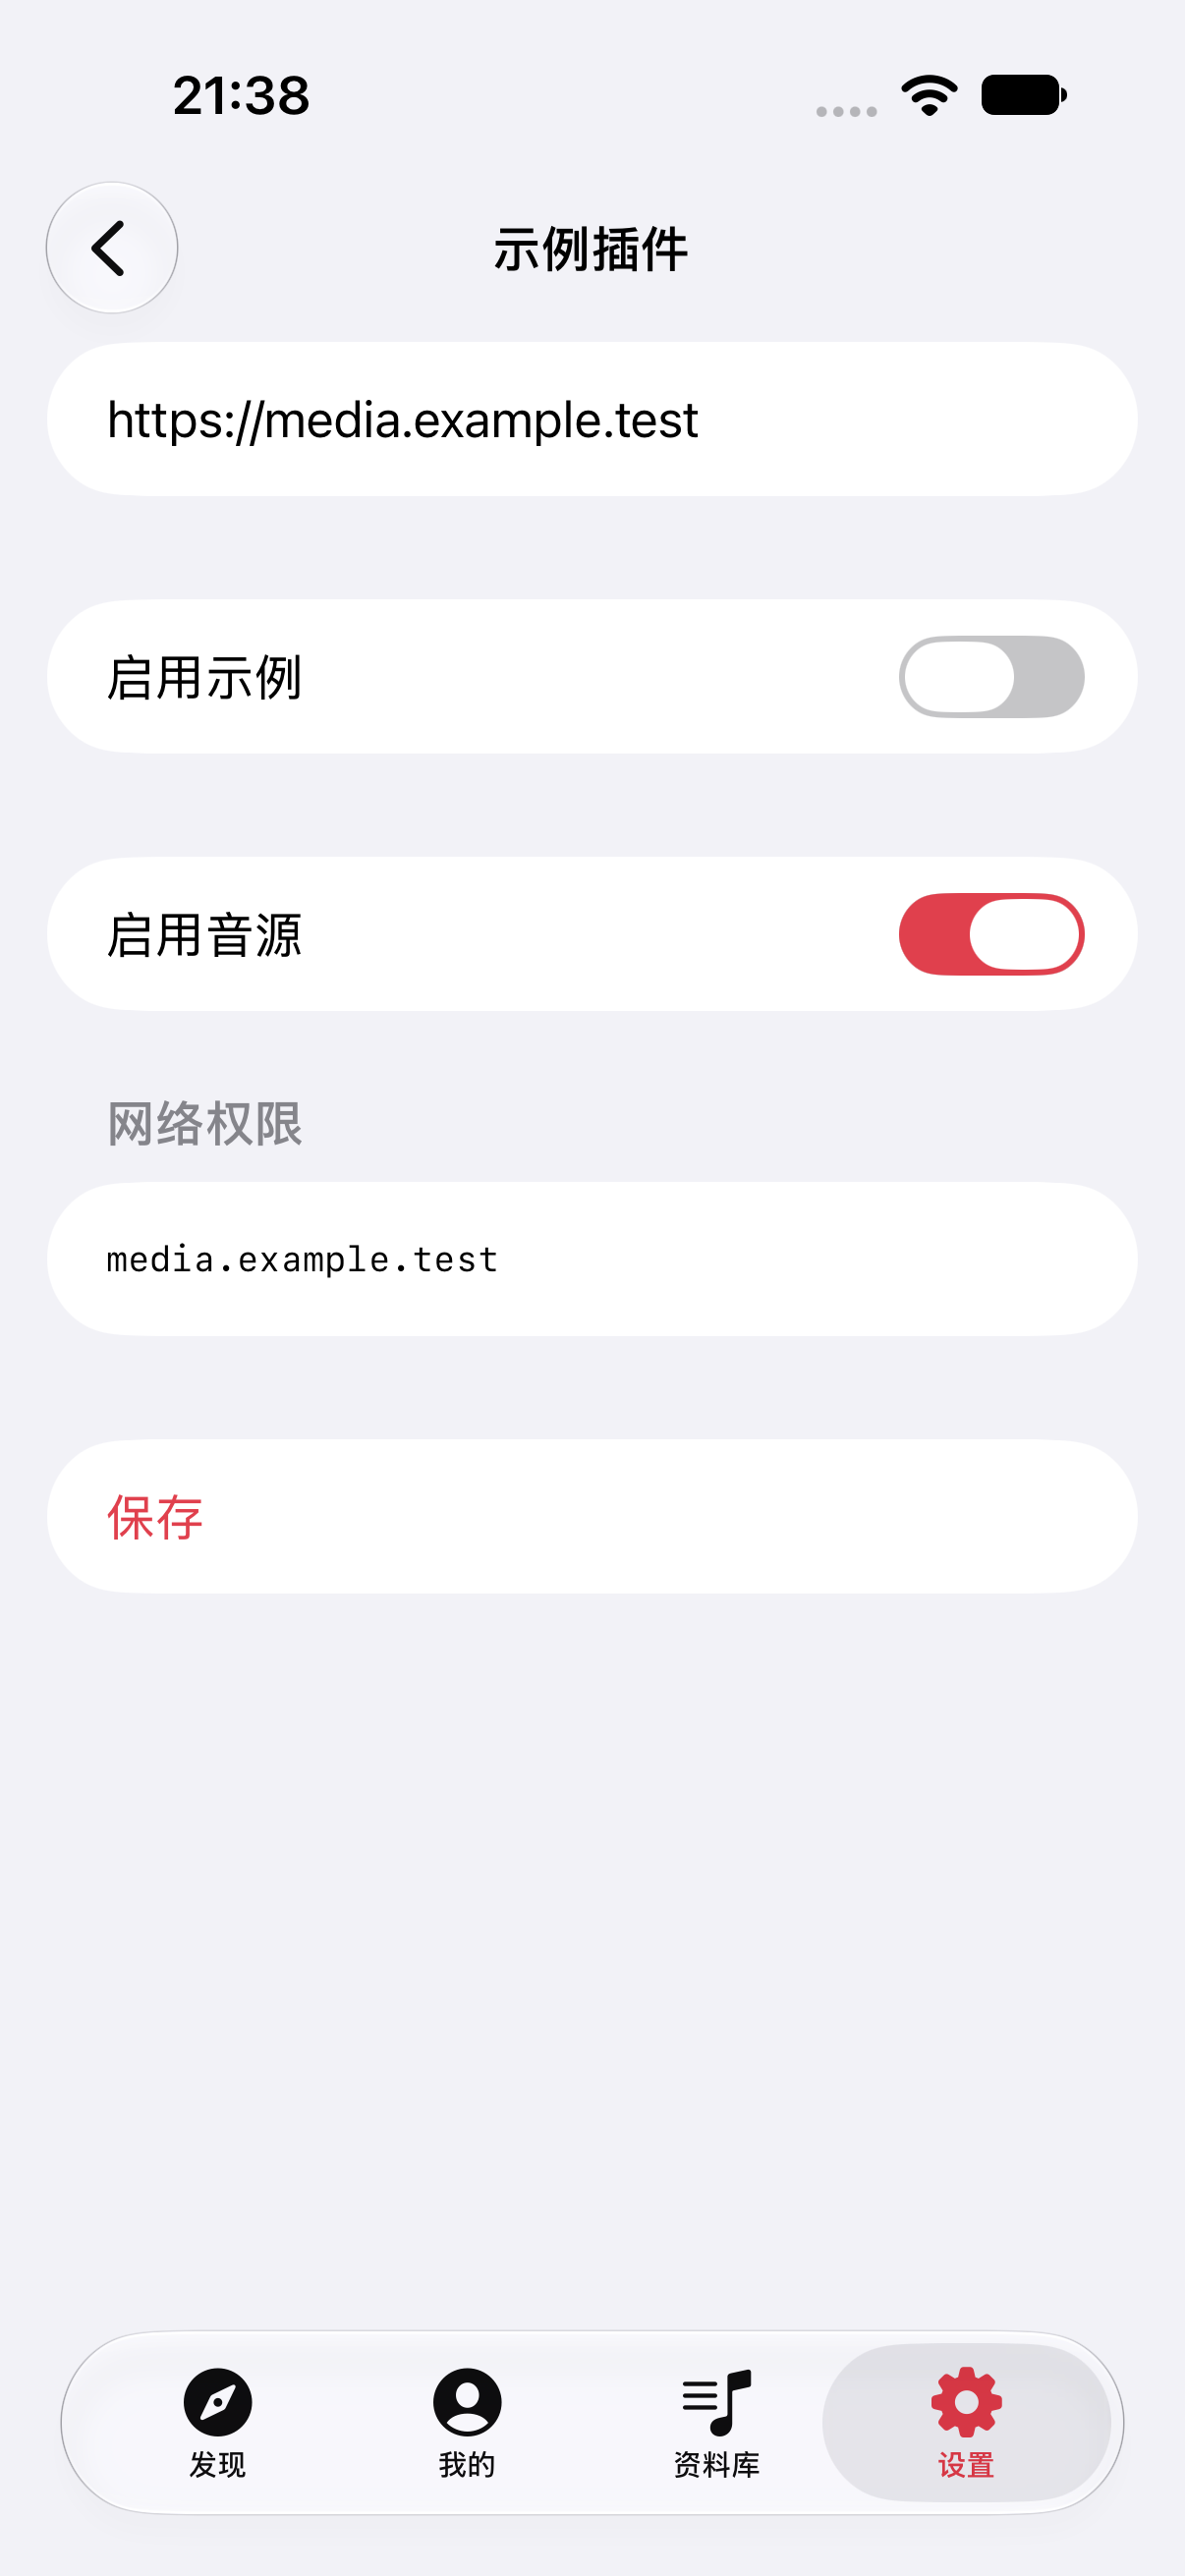 21:38
示例插件
https://media.example.test
启用示例
启用音源
网络权限
media.example.test
保存
发现
我的
资料库
设置